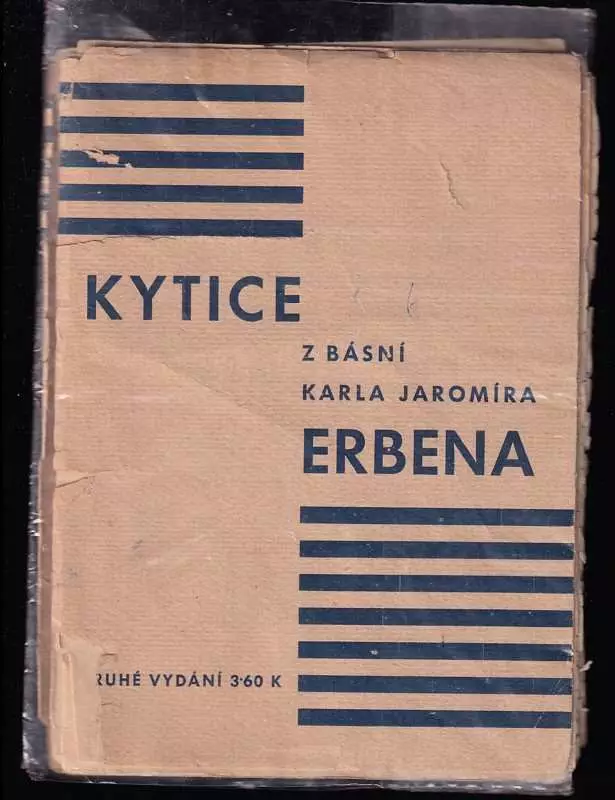 KYTICE
Z BÁSNÍ
KARLA JAROMÍRA
ERBENA
RUHÉ VYDÁNÍ 3·60 K